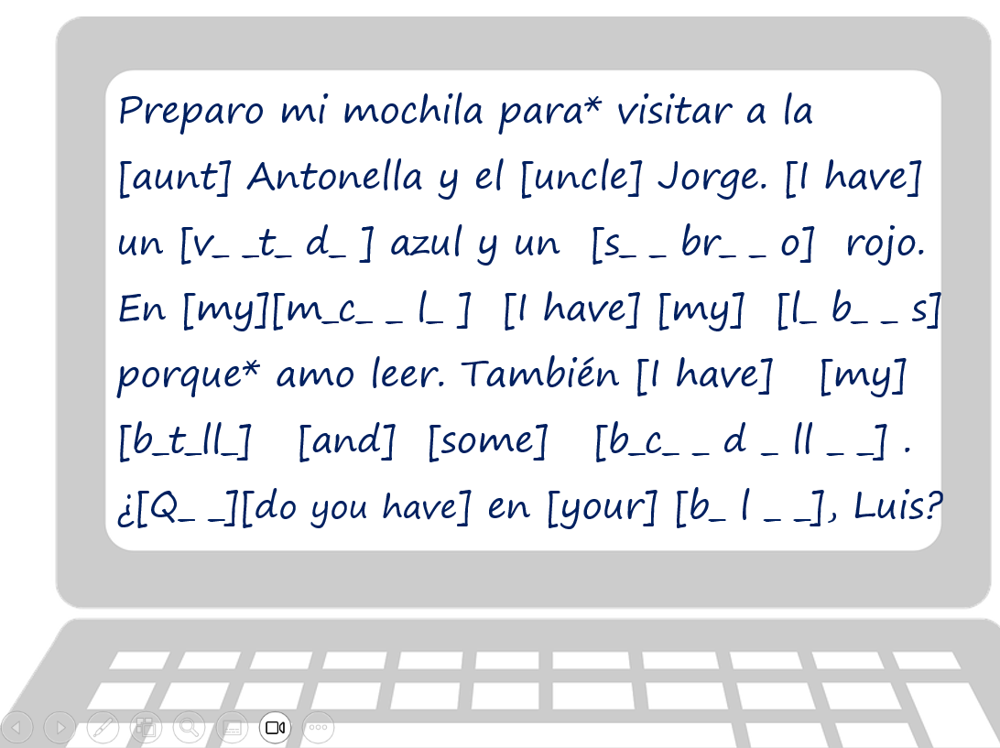 Preparo mi mochila para* visitar a la
[aunt] Antonella y el [uncle] Jorge. [I have]
un [v_ _t_ d_ ] azul y un [s_ _ br_ _ o] rojo.
En [my][m_c_ _ l_ ] [I have] [my] [l_ b_ _ s]
porque* amo leer. También [I have] [my]
[b_t_ll_] [and] [some] [b_c_ _ d _ ll _ _] .
¿[Q_ _][do you have] en [your] [b_ l _ _], Luis?